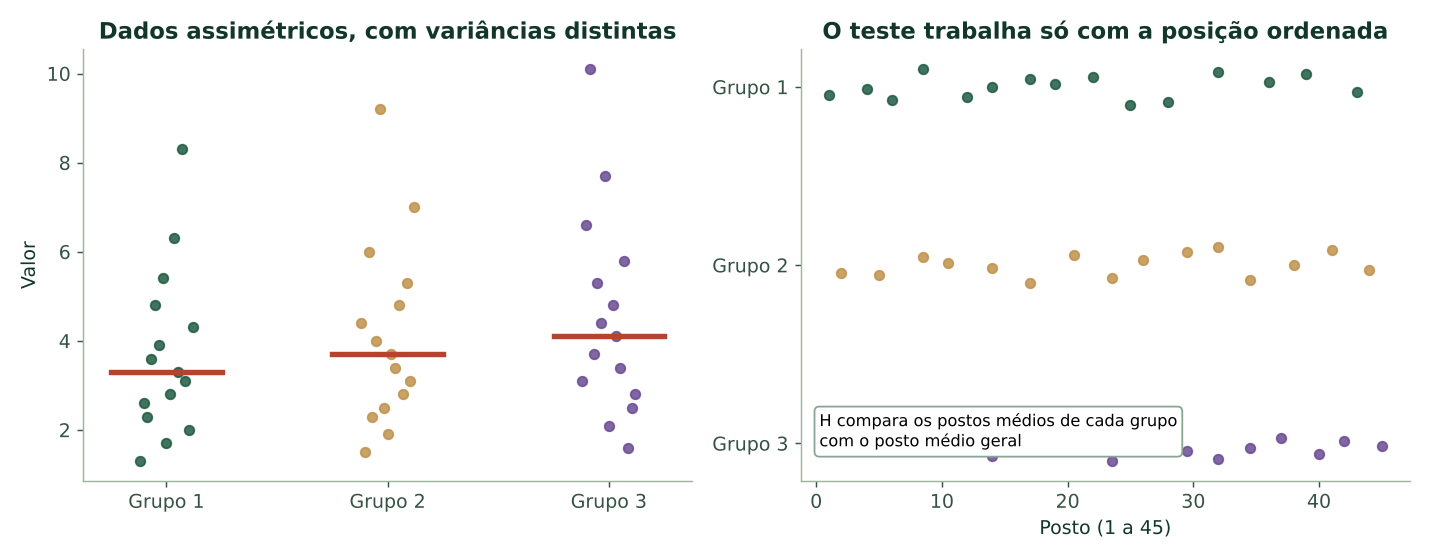 Dados assimétricos, com variâncias distintas
10
8
6
4
2
Valor
Grupo 1
Grupo 2
Grupo 3
O teste trabalha só com a posição ordenada
Grupo 1
Grupo 2
Grupo 3
H compara os postos médios de cada grupo
com o posto médio geral
0
10
20
30
40
Posto (1 a 45)